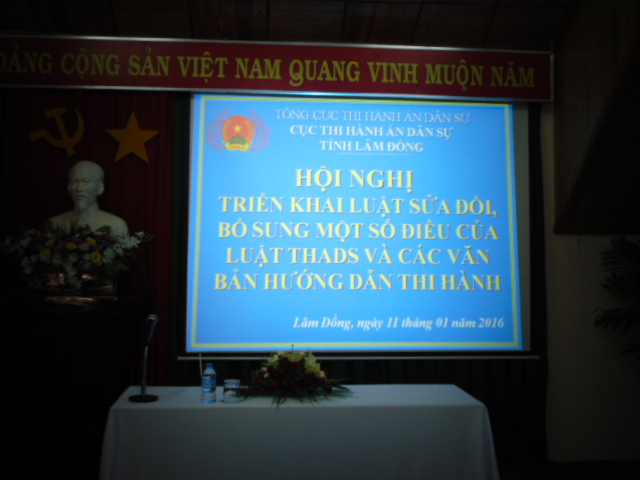 ĐẢNG CỘNG SẢN VIỆT NAM QUANG VINH MUÔN NĂM
TỔNG CỤC THI HÀNH ÁN DÂN SỰ
CỤC THI HÀNH ÁN DÂN SỰ
TỈNH LÂM ĐỒNG
HỘI NGHỊ
TRIỂN KHAI LUẬT SỬA ĐỔI,
BỔ SUNG MỘT SỐ ĐIỀU CỦA
LUẬT THADS VÀ CÁC VĂN
BẢN HƯỚNG DẪN THI HÀNH
Lâm Đồng, ngày 11 tháng 01 năm 2016